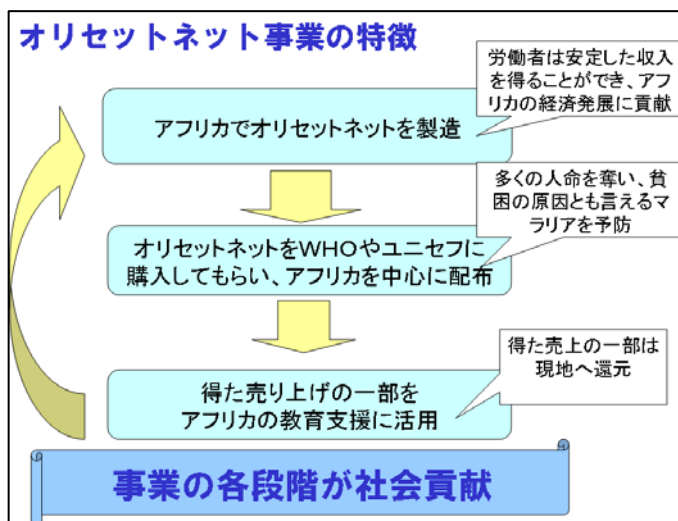 オリセットネット事業の特徴
労働者は安定した収入
を得ることができ、アフ
リカの経済発展に貢献
アフリカでオリセットネットを製造
多くの人命を奪い、貧
困の原因とも言えるマ
ラリアを予防
オリセットネットをWHOやユニセフに
購入してもらい、アフリカを中心に配布
得た売上の一部は
現地へ還元
得た売り上げの一部を
アフリカの教育支援に活用
事業の各段階が社会貢献